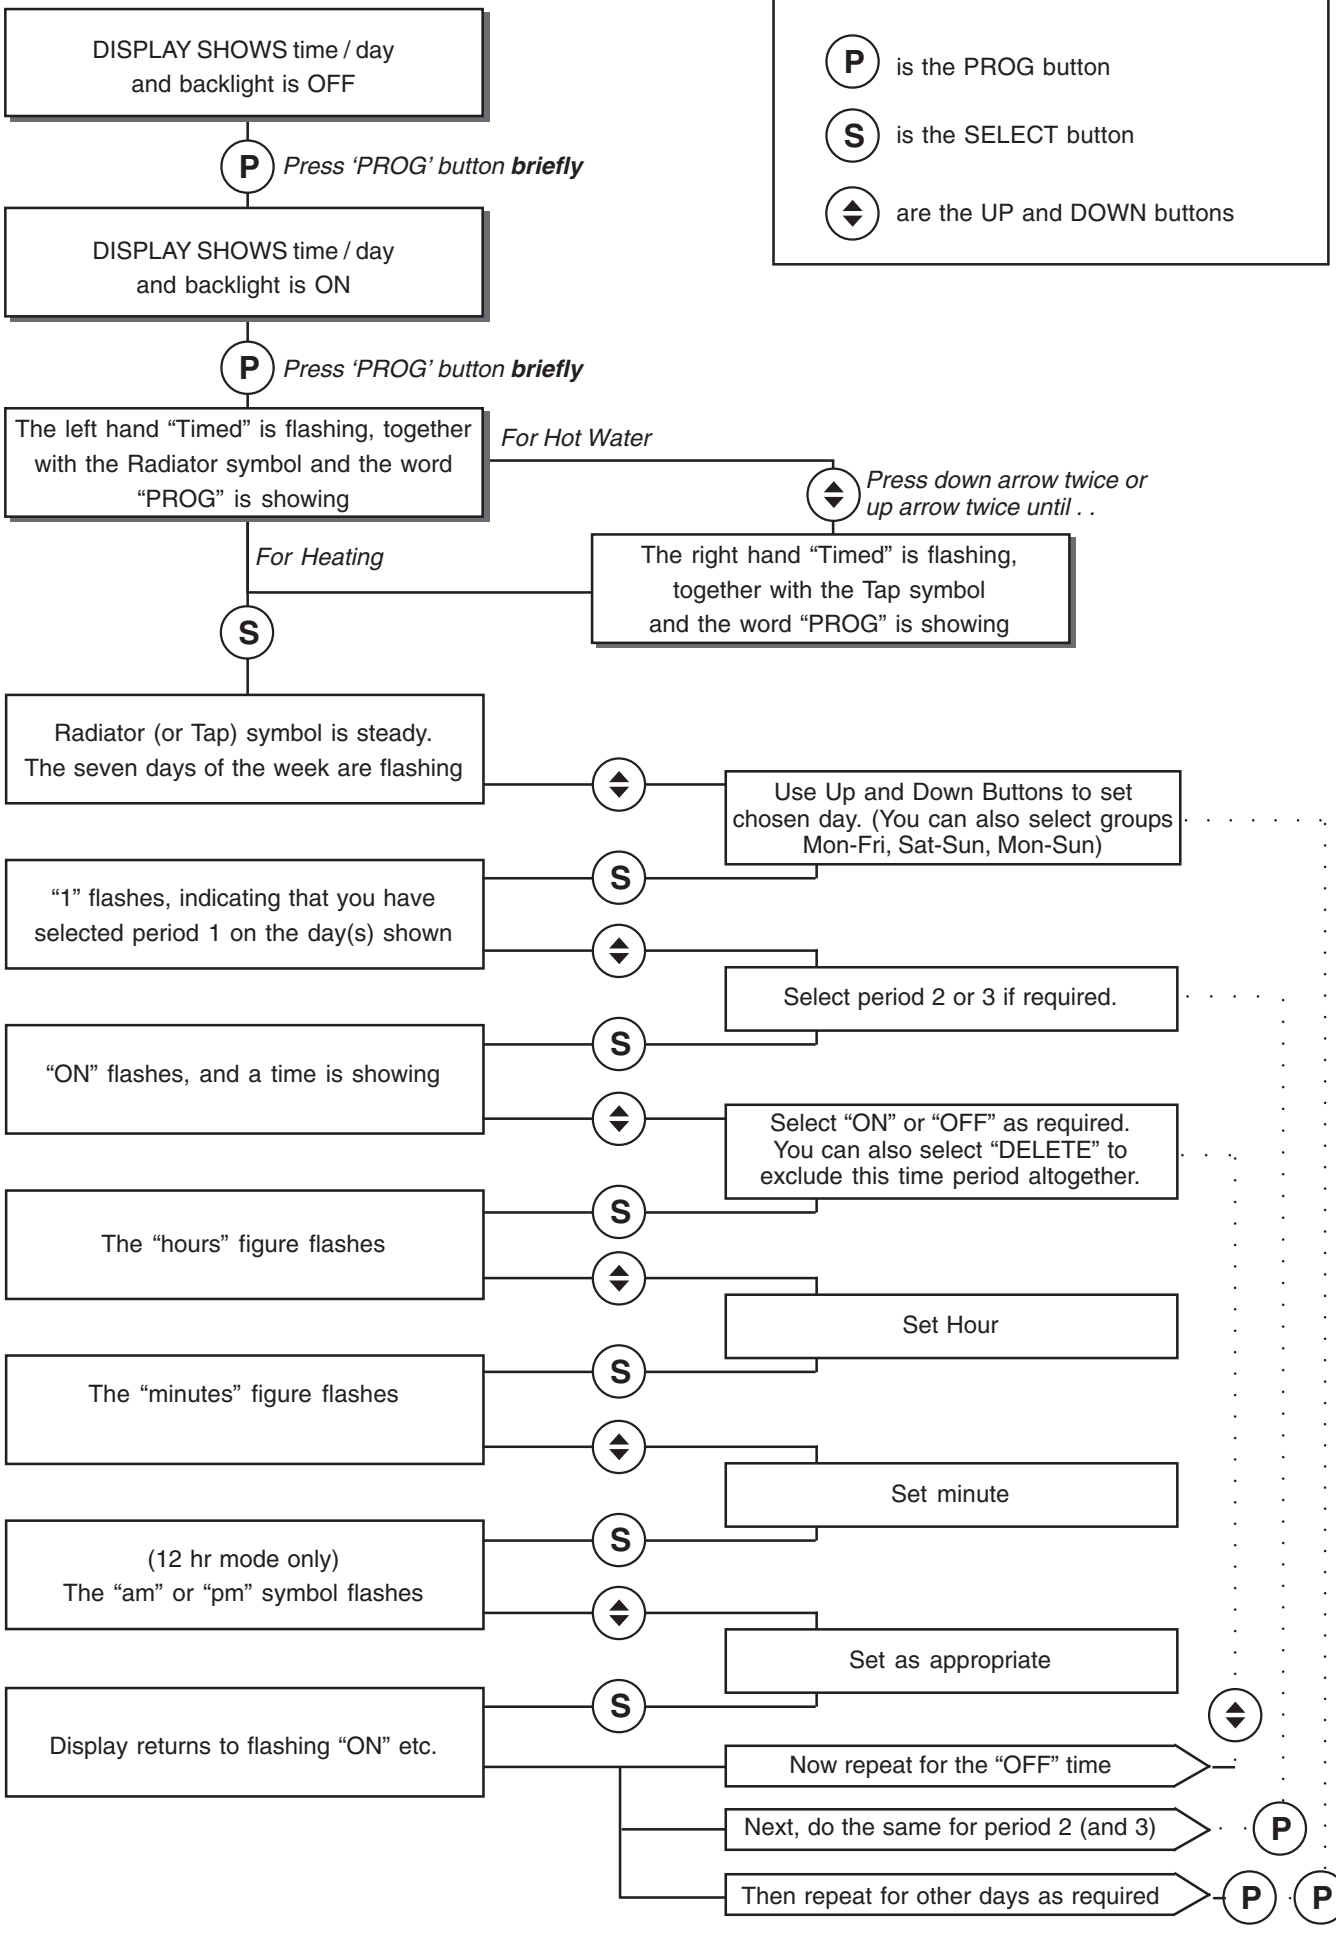 DISPLAY SHOWS time / day
and backlight is OFF
P
is the PROG button
S
is the SELECT button
are the UP and DOWN buttons
P
Press ‘PROG’ button briefly
DISPLAY SHOWS time / day
and backlight is ON
P
Press ‘PROG’ button briefly
The left hand “Timed” is flashing, together
with the Radiator symbol and the word
“PROG” is showing
For Hot Water
Press down arrow twice or
up arrow twice until . .
For Heating
The right hand “Timed” is flashing,
together with the Tap symbol
and the word “PROG” is showing
S
Radiator (or Tap) symbol is steady.
The seven days of the week are flashing
Use Up and Down Buttons to set
chosen day. (You can also select groups
Mon-Fri, Sat-Sun, Mon-Sun)
S
“1” flashes, indicating that you have
selected period 1 on the day(s) shown
Select period 2 or 3 if required.
S
“ON” flashes, and a time is showing
Select “ON” or “OFF” as required.
You can also select “DELETE” to
exclude this time period altogether.
S
The “hours” figure flashes
Set Hour
S
The “minutes” figure flashes
Set minute
S
(12 hr mode only)
The “am” or “pm” symbol flashes
Set as appropriate
S
Display returns to flashing “ON” etc.
Now repeat for the “OFF” time
Next, do the same for period 2 (and 3)
P
Then repeat for other days as required
P
P